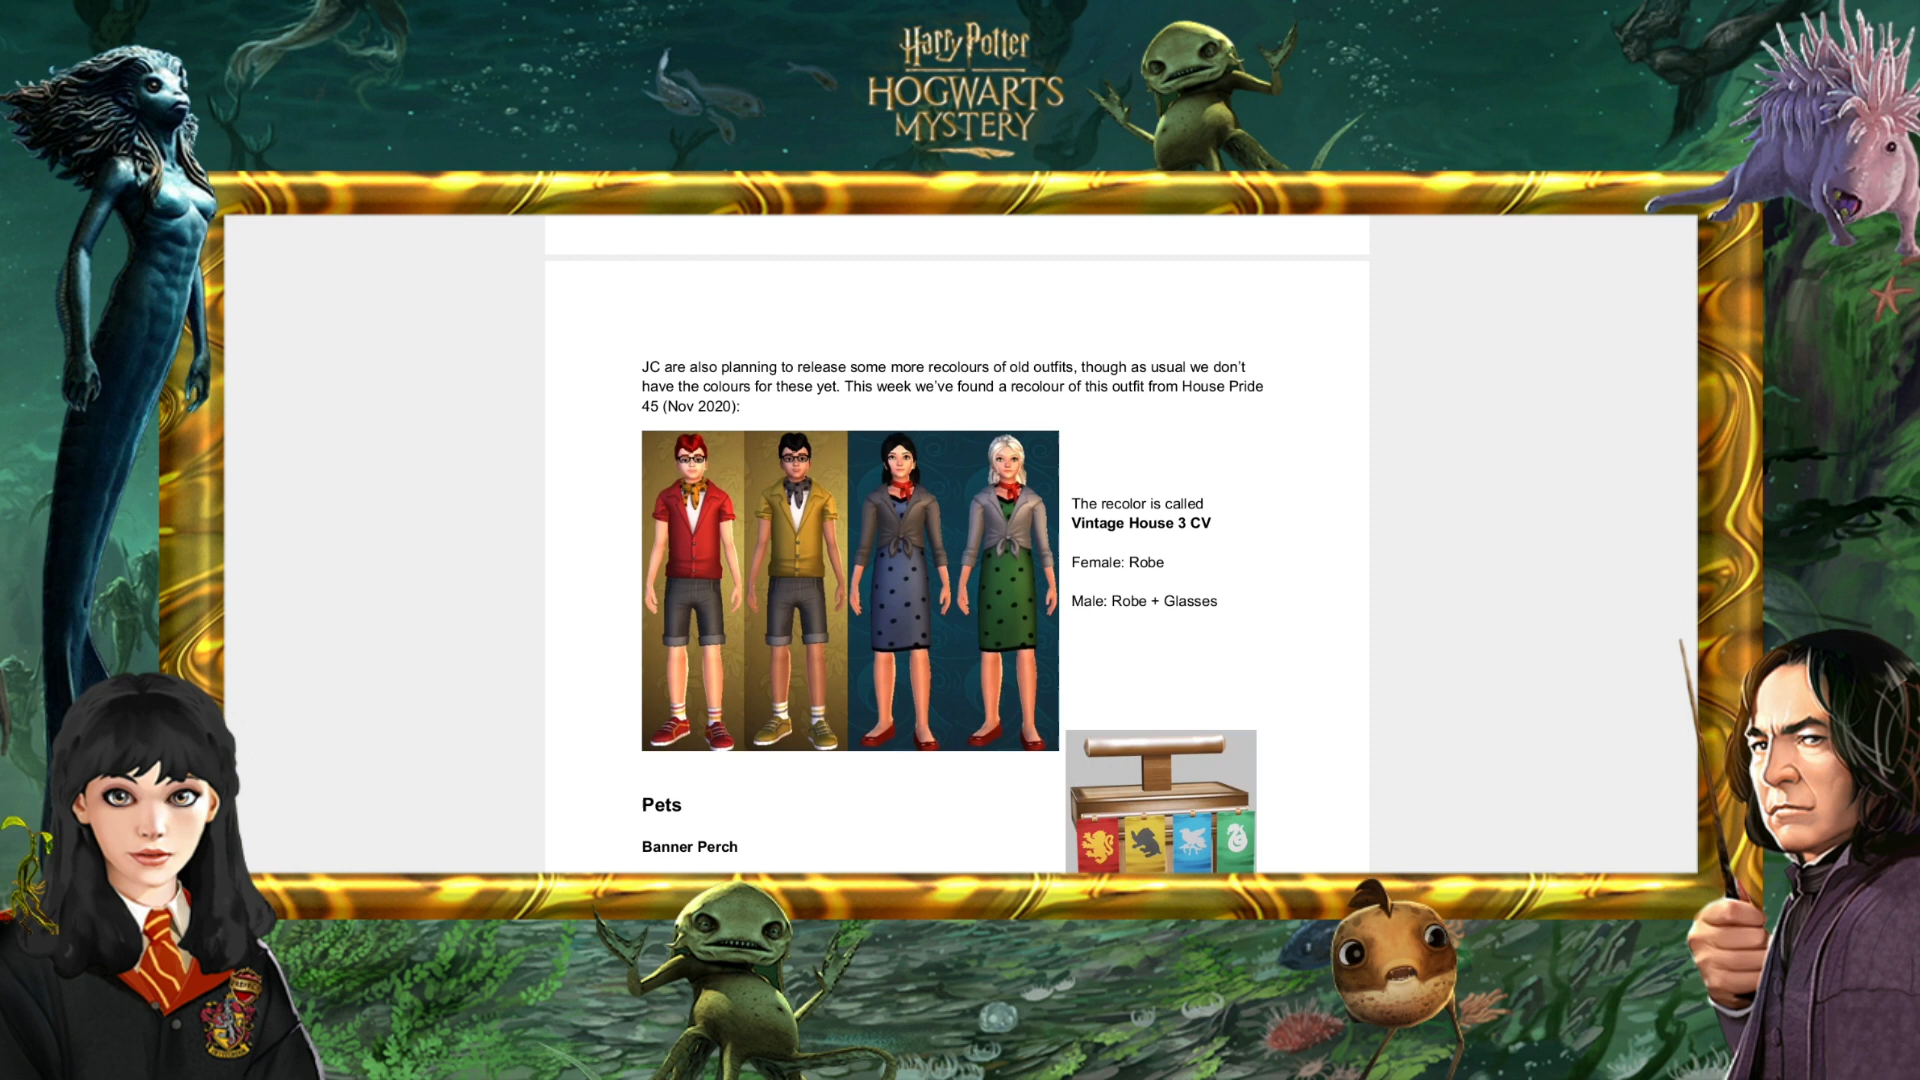 Harry Potter
HOGWARTS
MYSTERY
JC are also planning to release some more recolours of old outfits, though as usual we don't
have the colours for these yet. This week we've found a recolour of this outfit from House Pride
45 (Nov 2020):
The recolor is called
Vintage House 3 CV
Female: Robe
Male: Robe + Glasses
Pets
Banner Perch
PREFECT